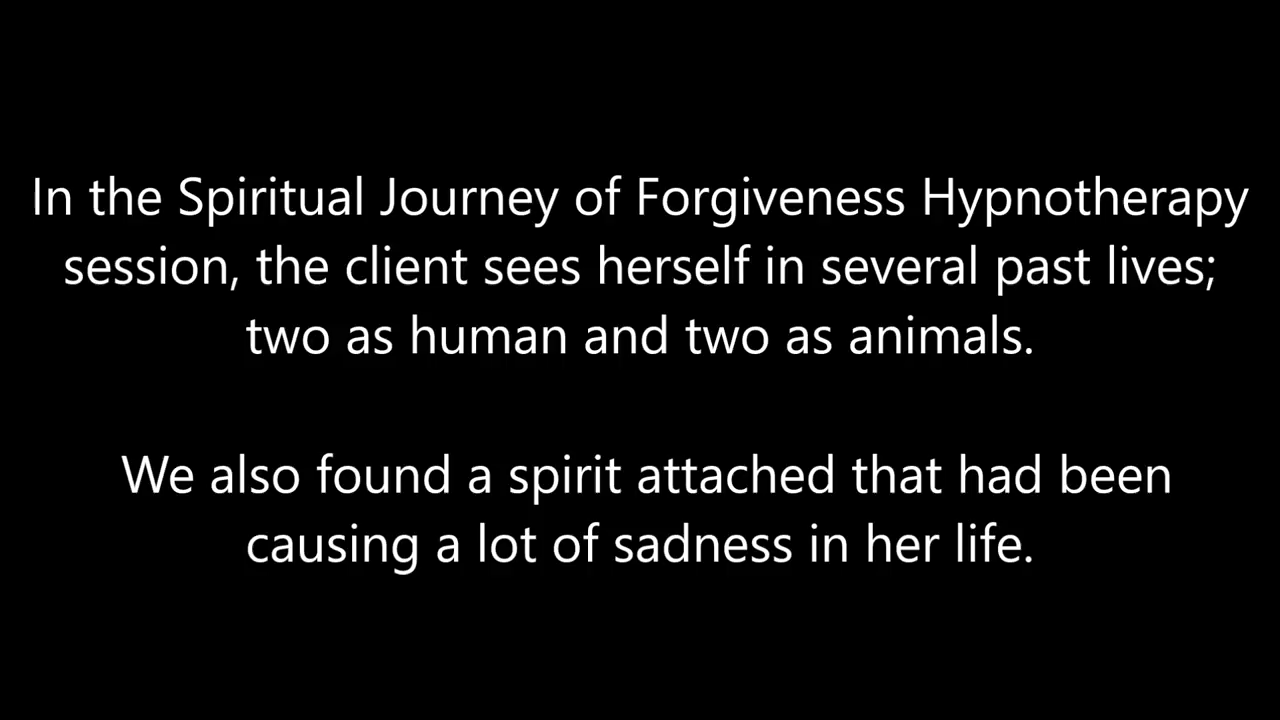 In the Spiritual Journey of Forgiveness Hypnotherapy
session, the client sees herself in several past lives;
two as human and two as animals.
We also found a spirit attached that had been
causing a lot of sadness in her life.